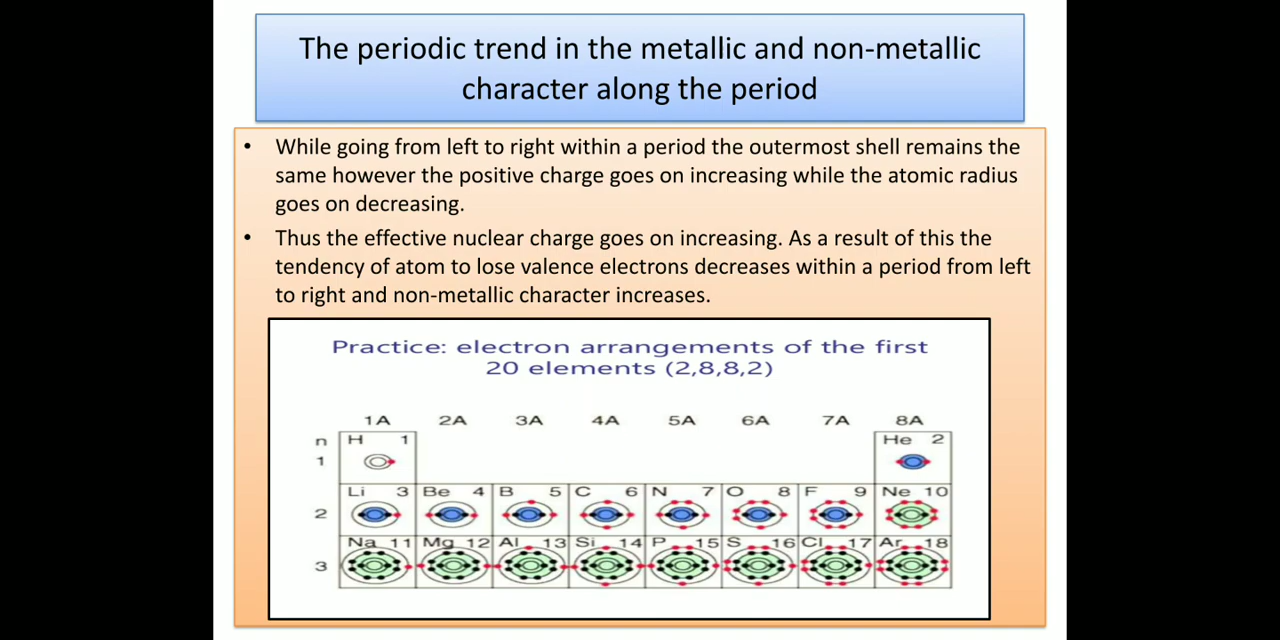 The periodic trend in the metallic and non-metallic
character along the period
• While going from left to right within a period the outermost shell remains the
same however the positive charge goes on increasing while the atomic radius
goes on decreasing.
• Thus the effective nuclear charge goes on increasing. As a result of this the
tendency of atom to lose valence electrons decreases within a period from left
to right and non-metallic character increases.
Practice: electron arrangements of the first
20 elements (2,8,8,2)
1A 2A 3A 4A 5A 6A 7A 8A
n H 1 He 2
1
Li 3 Be 4 B 5 C 6 N 7 O 8 F 9 Ne 10
2
Na 11 Mg 12 Al 13 Si 14 P 15 S 16 Cl 17 Ar 18
3